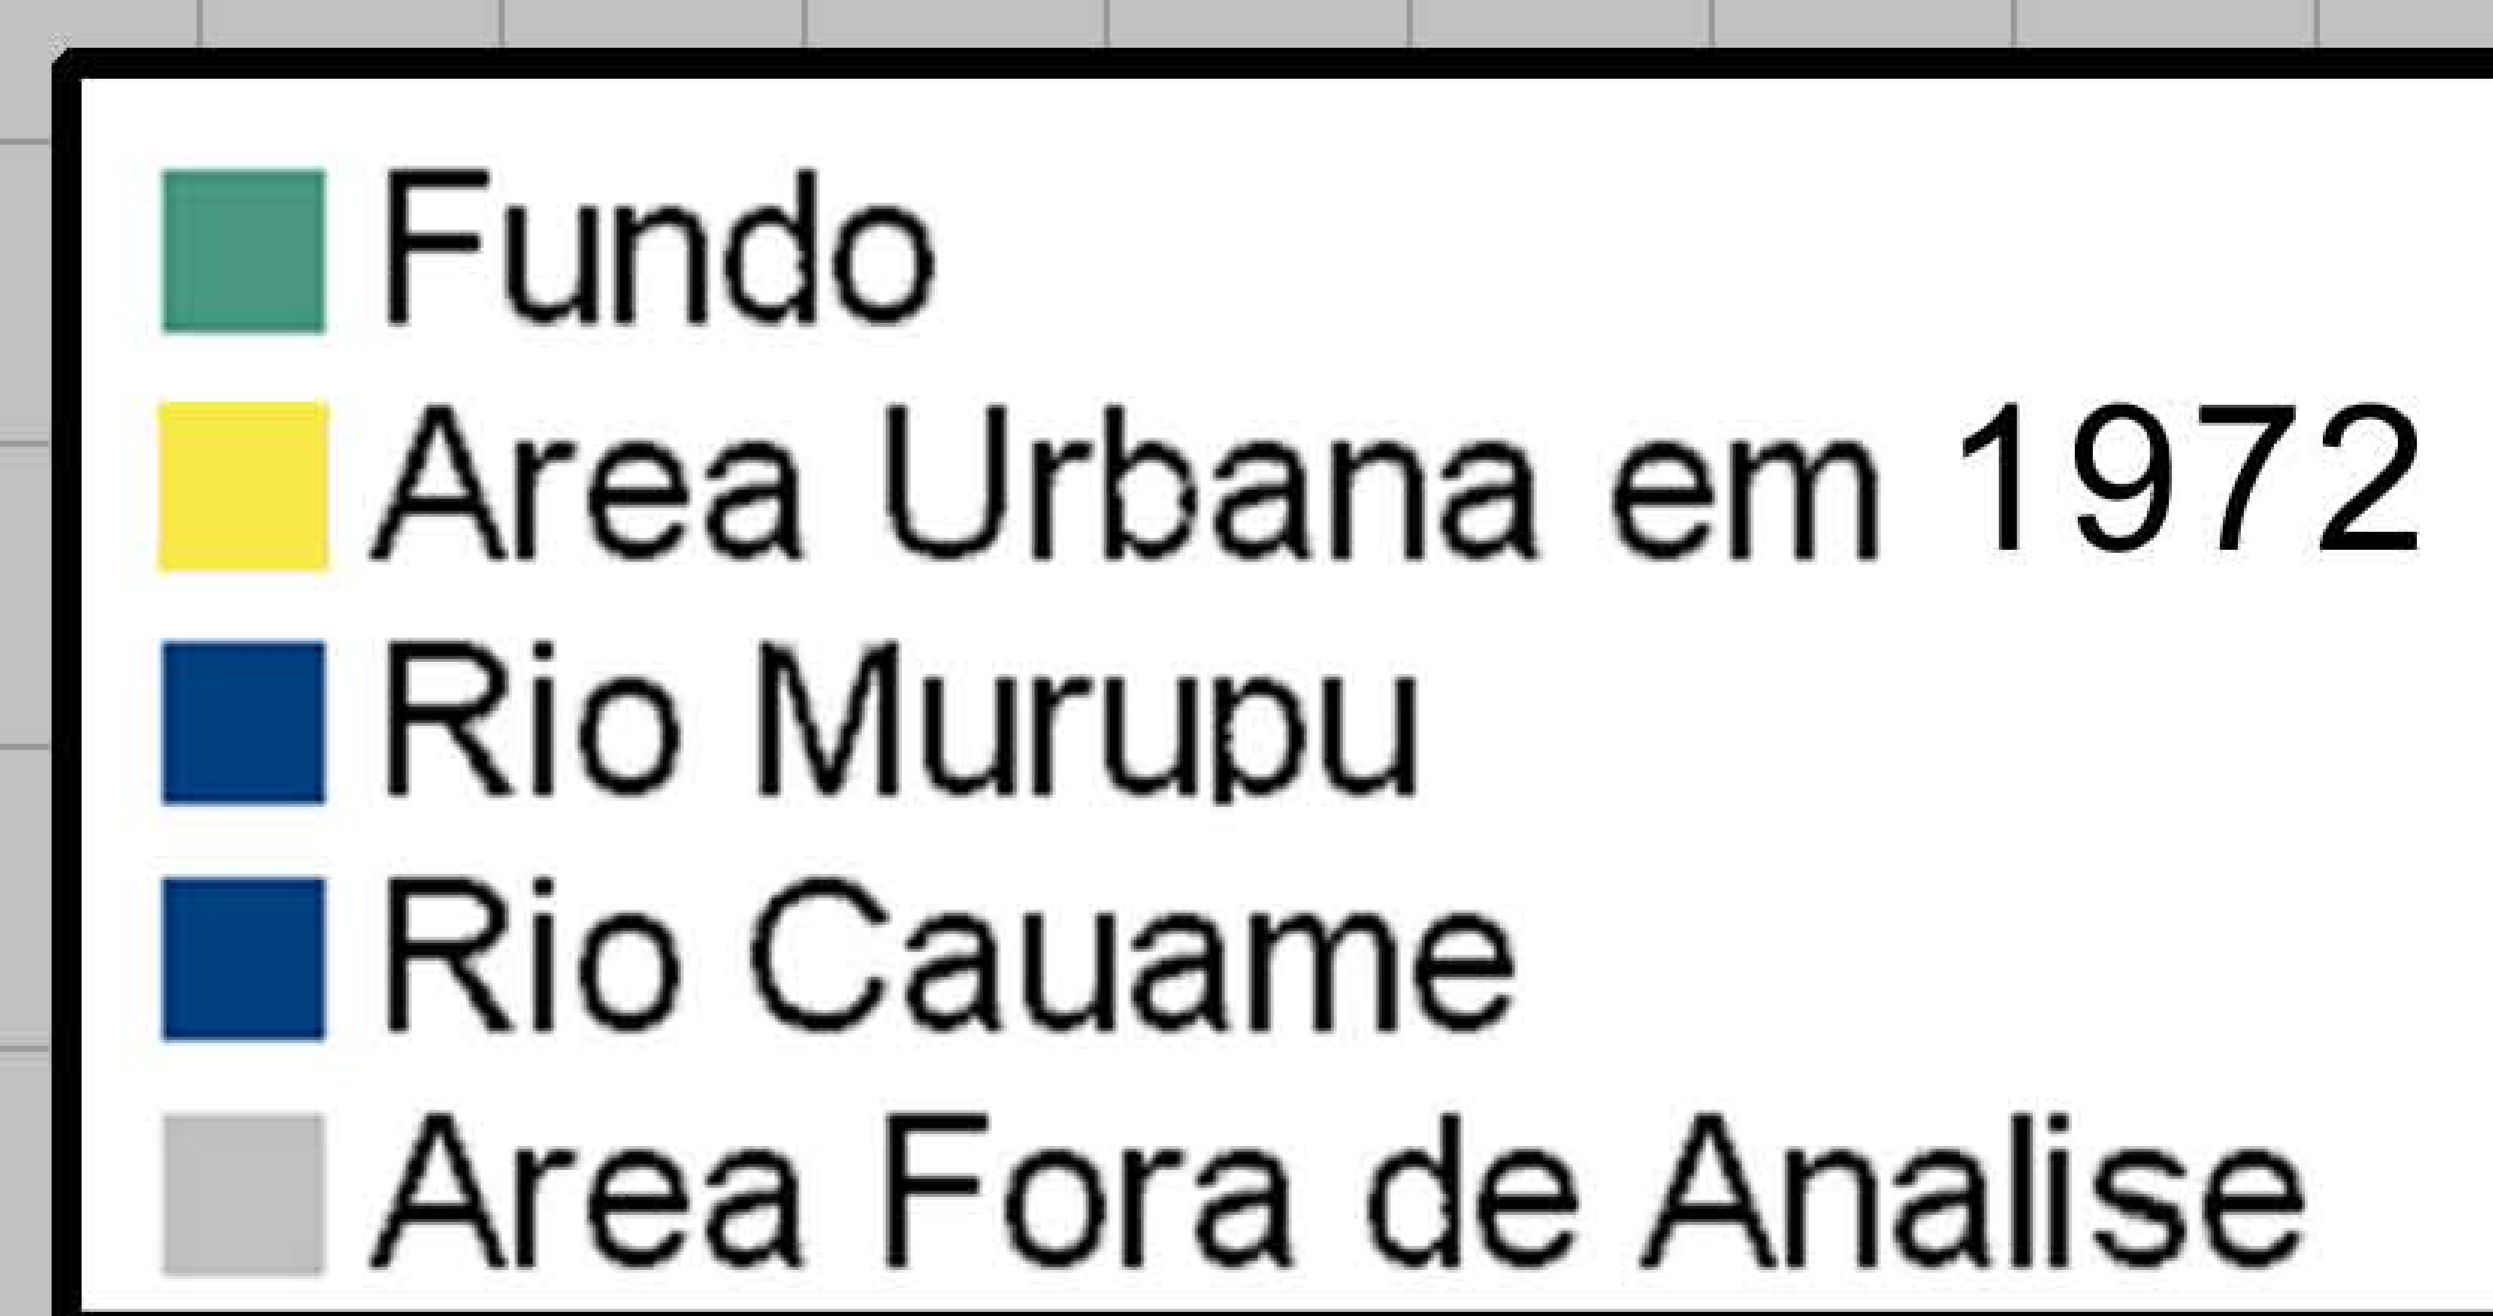 Fundo
Area Urbana em 1972
Rio Murupu
Rio Cauame
Area Fora de Analise